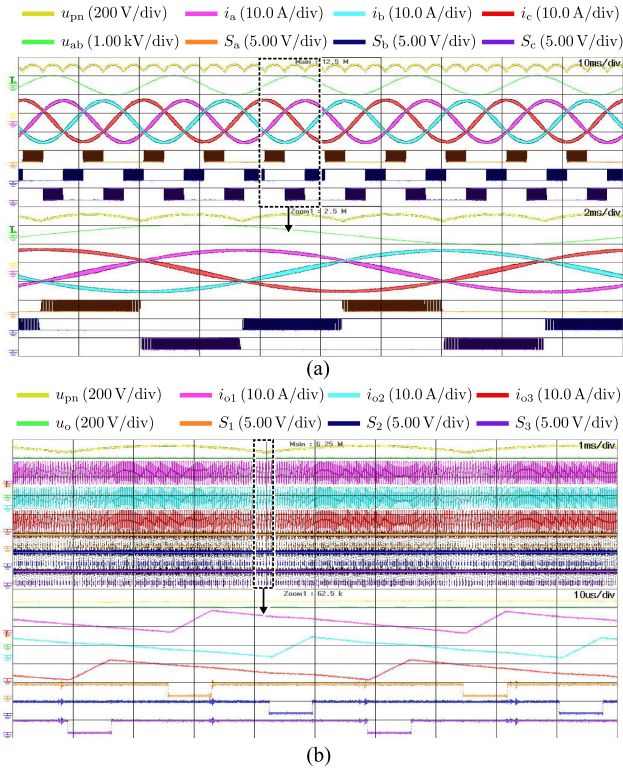 u_pn (200 V/div) i_a (10.0 A/div) i_b (10.0 A/div) i_c (10.0 A/div)
u_ab (1.00 kV/div) S_a (5.00 V/div) S_b (5.00 V/div) S_c (5.00 V/div)
Main : 12.5 M 10ms/div
Zoom1 : 2.5 M 2ms/div
(a)
u_pn (200 V/div) i_o1 (10.0 A/div) i_o2 (10.0 A/div) i_o3 (10.0 A/div)
u_o (200 V/div) S_1 (5.00 V/div) S_2 (5.00 V/div) S_3 (5.00 V/div)
Main : 6.25 M 1ms/div
Zoom1 : 62.5 k 10us/div
(b)